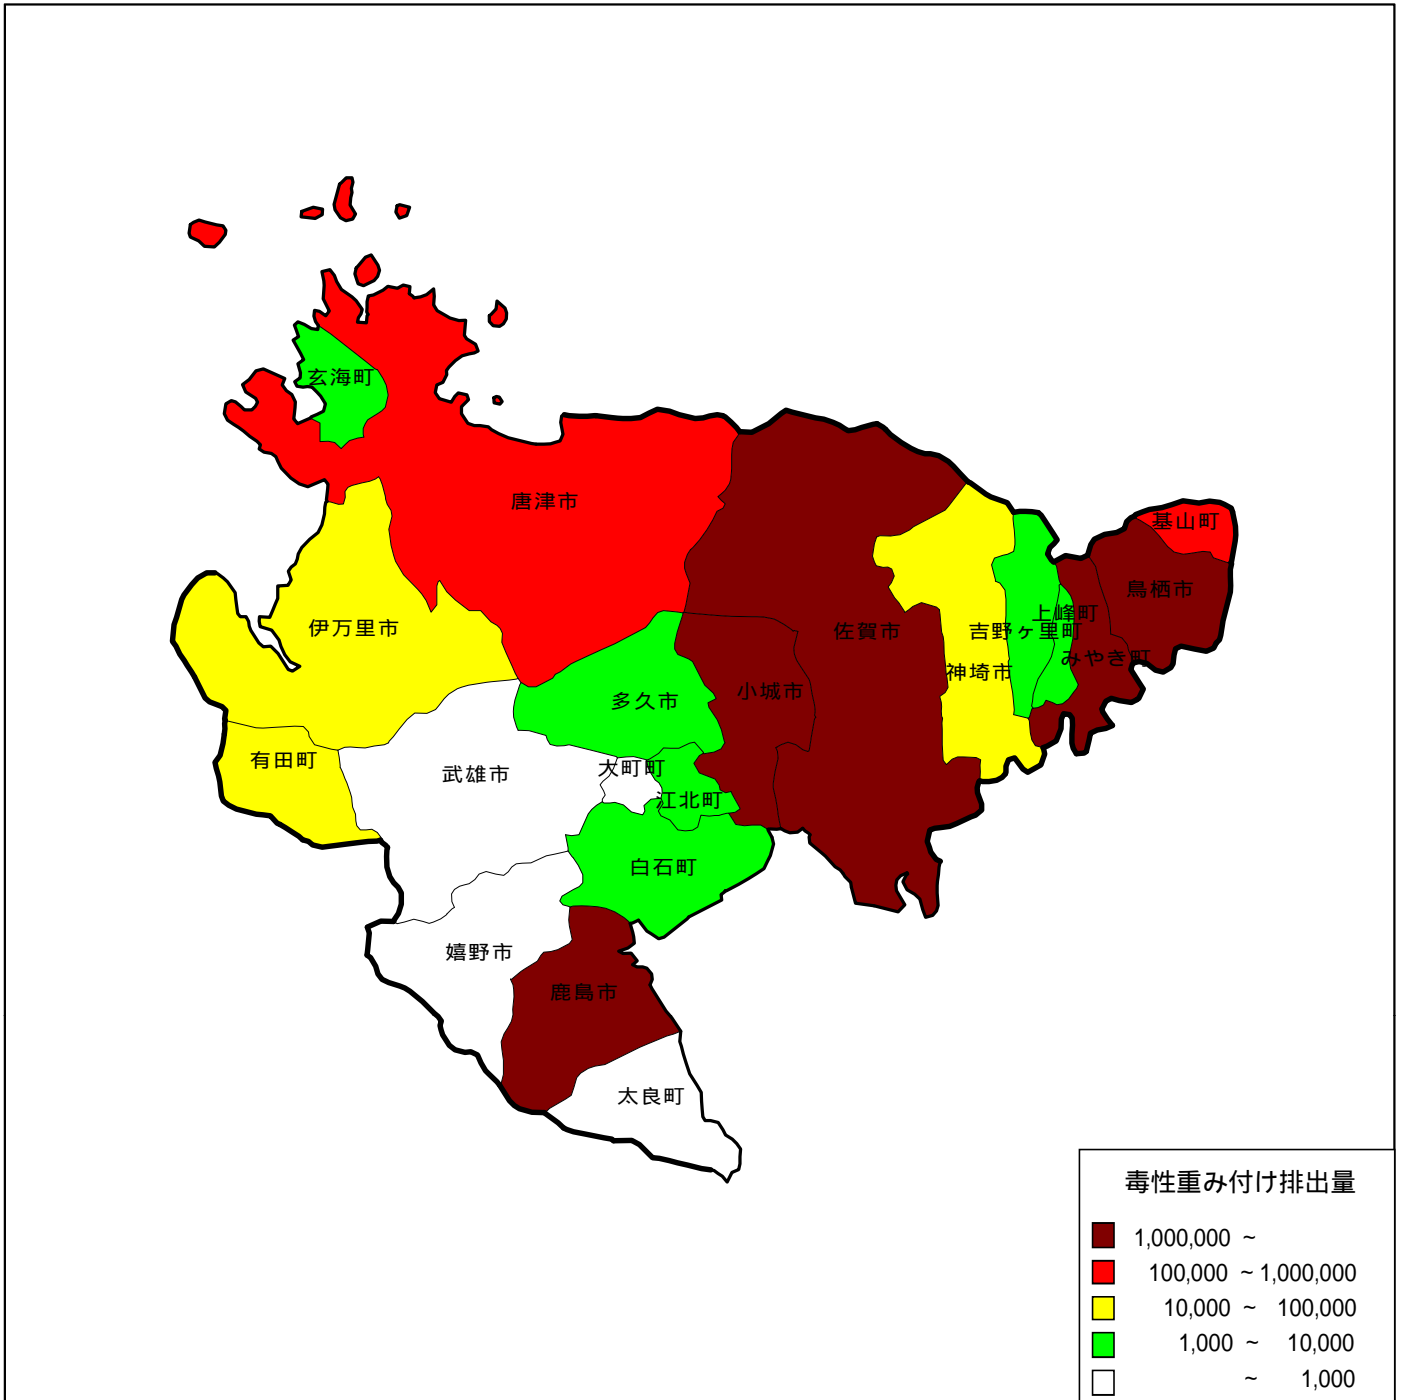 玄海町
唐津市
基山町
鳥栖市
上峰町
伊万里市
佐賀市
吉野ヶ里町
みやき町
神埼市
小城市
多久市
有田町
武雄市
大町町
江北町
白石町
嬉野市
鹿島市
太良町
毒性重み付け排出量
1,000,000 ~
100,000 ~ 1,000,000
10,000 ~ 100,000
1,000 ~ 10,000
~ 1,000